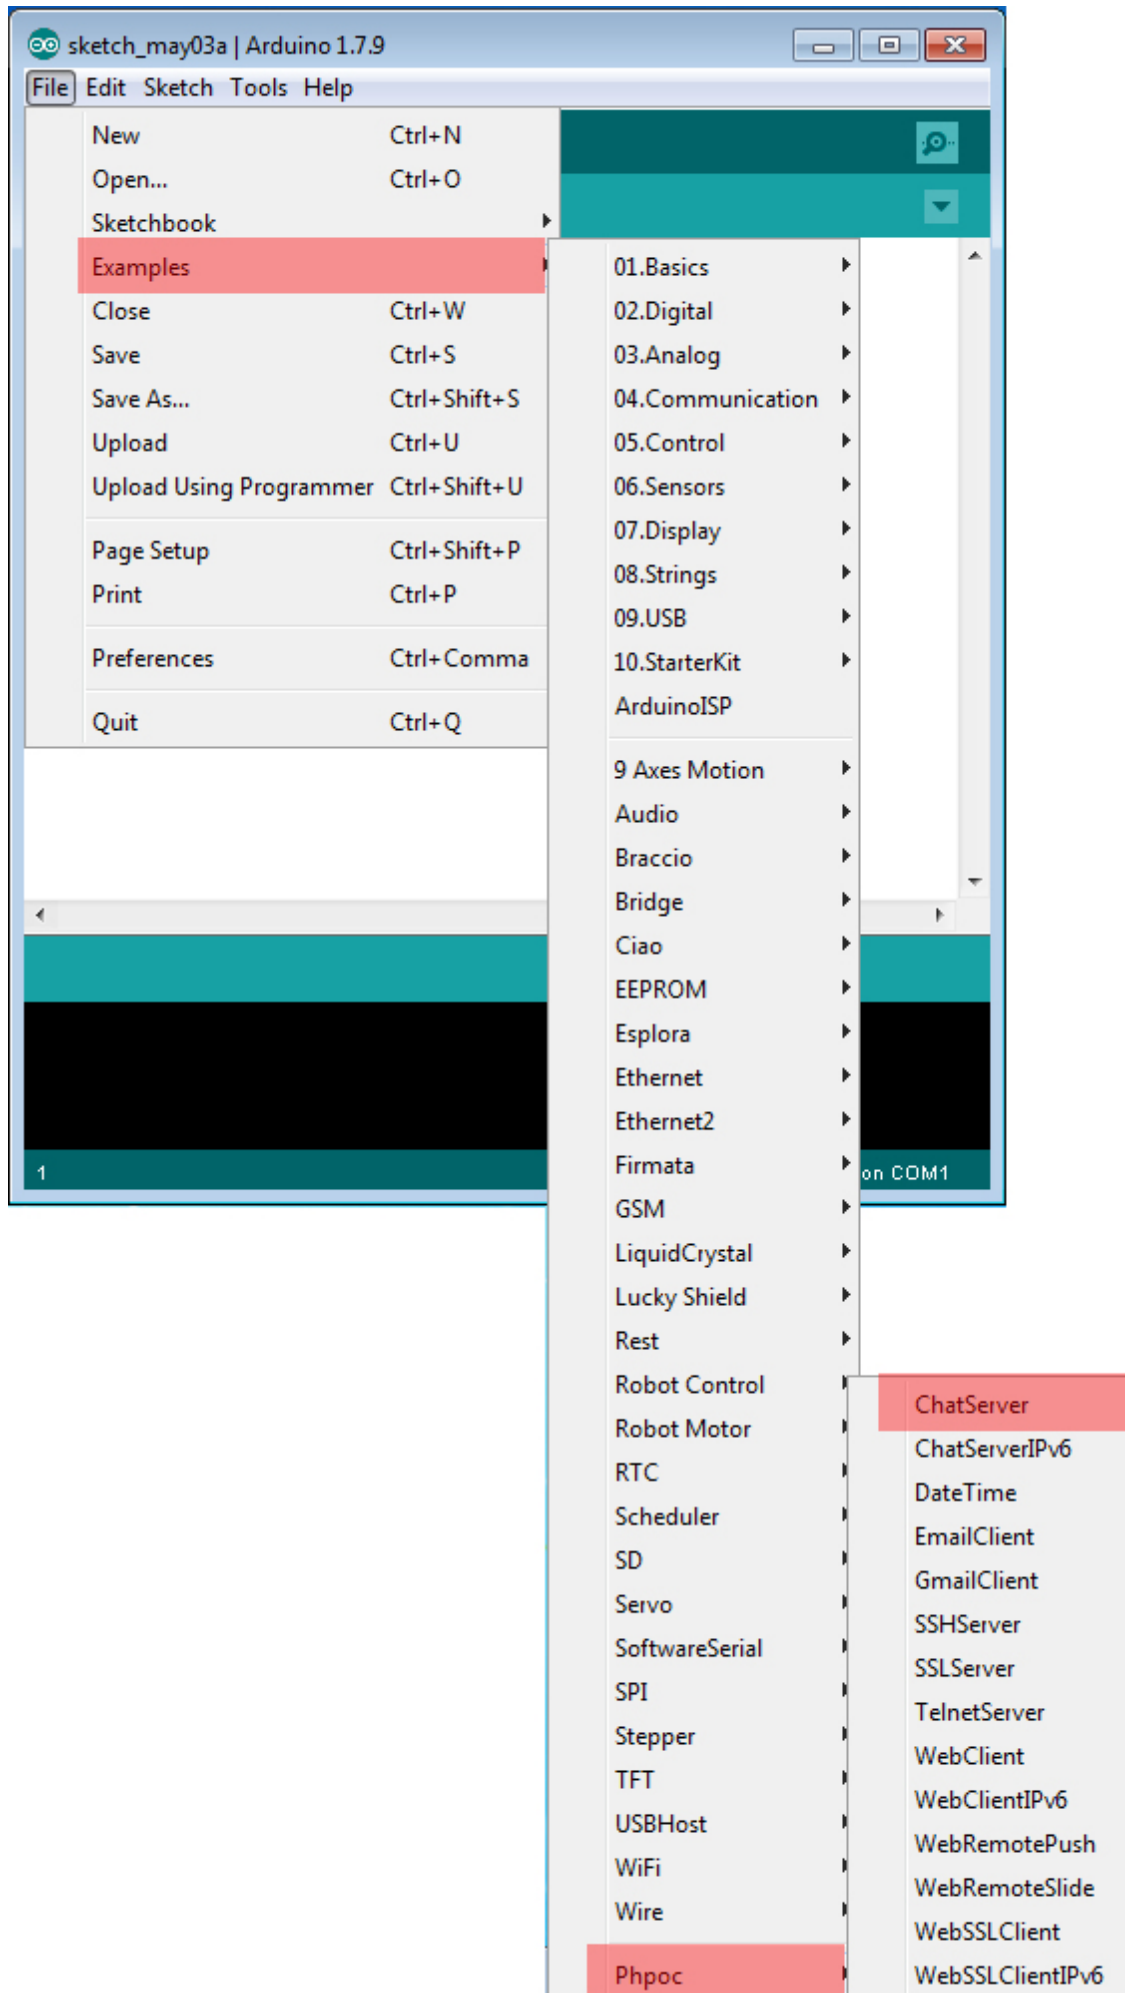 sketch_may03a | Arduino 1.7.9
File Edit Sketch Tools Help
New Ctrl+N
Open... Ctrl+O
Sketchbook
Examples
Close Ctrl+W
Save Ctrl+S
Save As... Ctrl+Shift+S
Upload Ctrl+U
Upload Using Programmer Ctrl+Shift+U
Page Setup Ctrl+Shift+P
Print Ctrl+P
Preferences Ctrl+Comma
Quit Ctrl+Q
01.Basics
02.Digital
03.Analog
04.Communication
05.Control
06.Sensors
07.Display
08.Strings
09.USB
10.StarterKit
ArduinoISP
9 Axes Motion
Audio
Braccio
Bridge
Ciao
EEPROM
Esplora
Ethernet
Ethernet2
Firmata
GSM
LiquidCrystal
Lucky Shield
Rest
Robot Control
Robot Motor
RTC
Scheduler
SD
Servo
SoftwareSerial
SPI
Stepper
TFT
USBHost
WiFi
Wire
Phpoc
ChatServer
ChatServerIPv6
DateTime
EmailClient
GmailClient
SSHServer
SSLServer
TelnetServer
WebClient
WebClientIPv6
WebRemotePush
WebRemoteSlide
WebSSLClient
WebSSLClientIPv6
1 on COM1